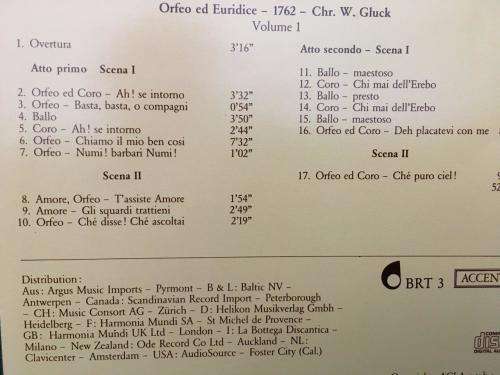 Orfeo ed Euridice – 1762 – Chr. W. Gluck
Volume 1
1. Overtura 3'16"
Atto primo Scena I
2. Orfeo ed Coro – Ah! se intorno 3'32"
3. Orfeo – Basta, basta, o compagni 0'54"
4. Ballo 3'50"
5. Coro – Ah! se intorno 2'44"
6. Orfeo – Chiamo il mio ben cosi 7'32"
7. Orfeo – Numi! barbari Numi! 1'02"
Scena II
8. Amore, Orfeo – T'assiste Amore 1'54"
9. Amore – Gli squardi trattieni 2'49"
10. Orfeo – Ché disse! Ché ascoltai 2'19"
Atto secondo – Scena I
11. Ballo – maestoso
12. Coro – Chi mai dell'Erebo
13. Ballo – presto
14. Coro – Chi mai dell'Erebo
15. Ballo – maestoso
16. Orfeo ed Coro – Deh placatevi con me
Scena II
17. Orfeo ed Coro – Ché puro ciel!
52
Distribution:
Aus: Argus Music Imports – Pyrmont – B & L: Baltic NV –
Antwerpen – Canada: Scandinavian Record Import – Peterborough
– CH: Music Consort AG – Zürich – D: Helikon Musikverlag Gmbh –
Heidelberg – F: Harmonia Mundi SA – St Michel de Provence –
GB: Harmonia Mundi UK Ltd – London – I: La Bottega Discantica –
Milano – New Zealand: Ode Record Co Ltd – Auckland – NL:
Clavicenter – Amsterdam – USA: AudioSource – Foster City (Cal.)
BRT 3
ACCENT
COMPAC
DIGITAL AUDIO